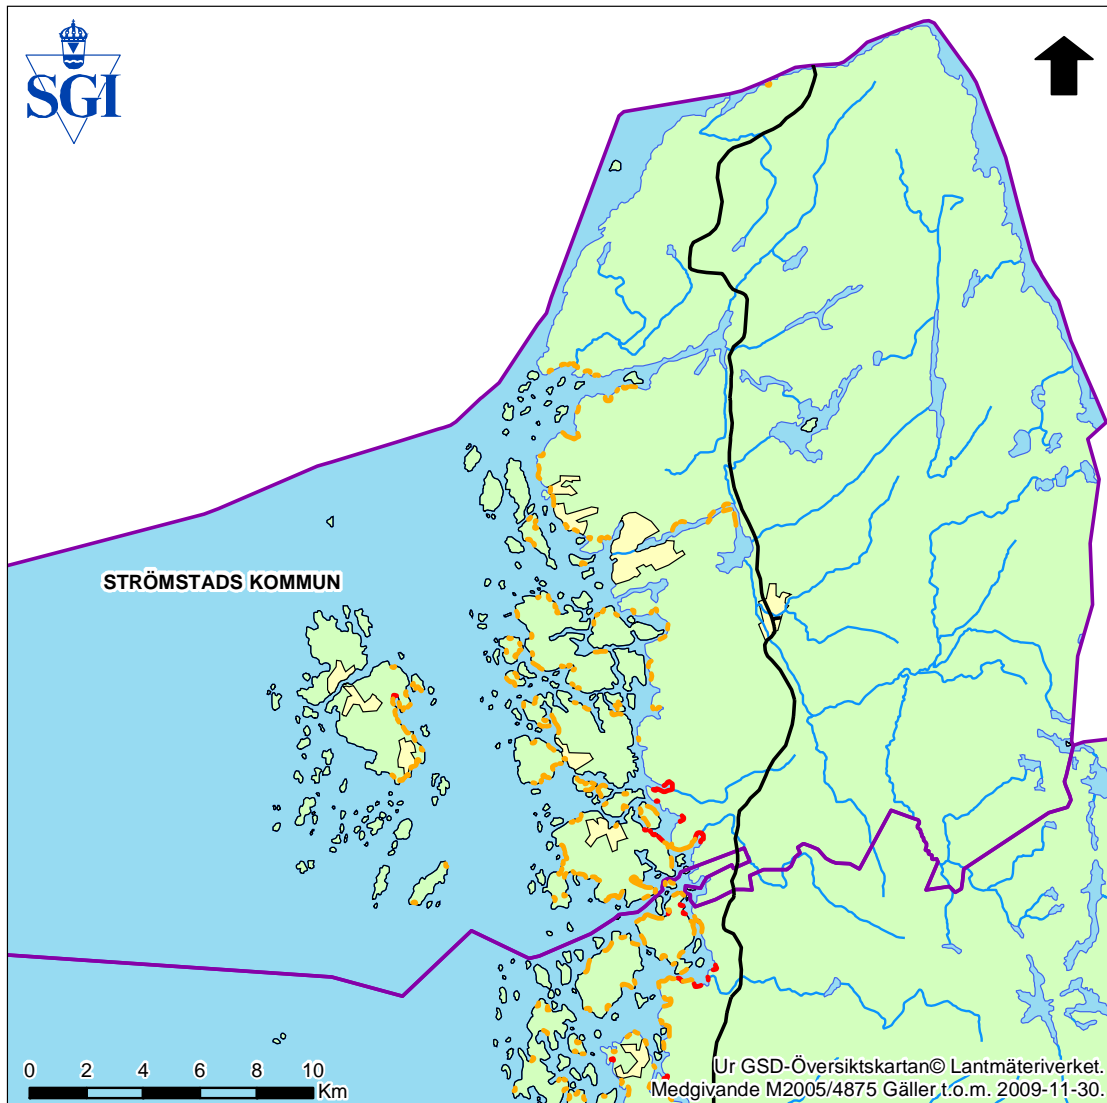 SGI
STRÖMSTADS KOMMUN
0 2 4 6 8 10
Km
Ur GSD-Översiktskartan© Lantmäteriverket.
Medgivande M2005/4875 Gäller t.o.m. 2009-11-30.